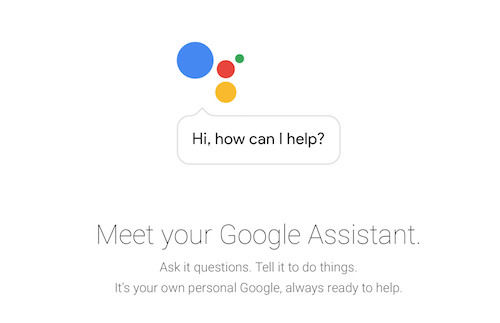 Hi, how can I help?
Meet your Google Assistant.
Ask it questions. Tell it to do things.
It's your own personal Google, always ready to help.